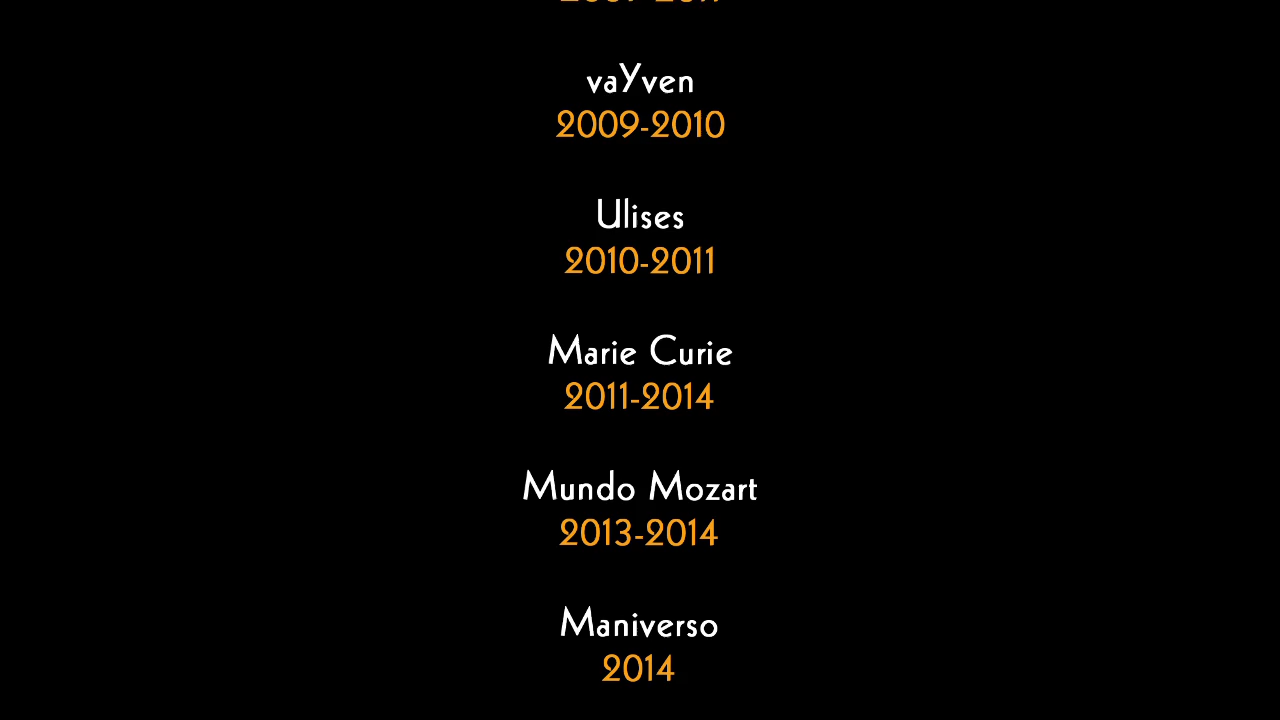 vaYven
2009-2010
Ulises
2010-2011
Marie Curie
2011-2014
Mundo Mozart
2013-2014
Maniverso
2014